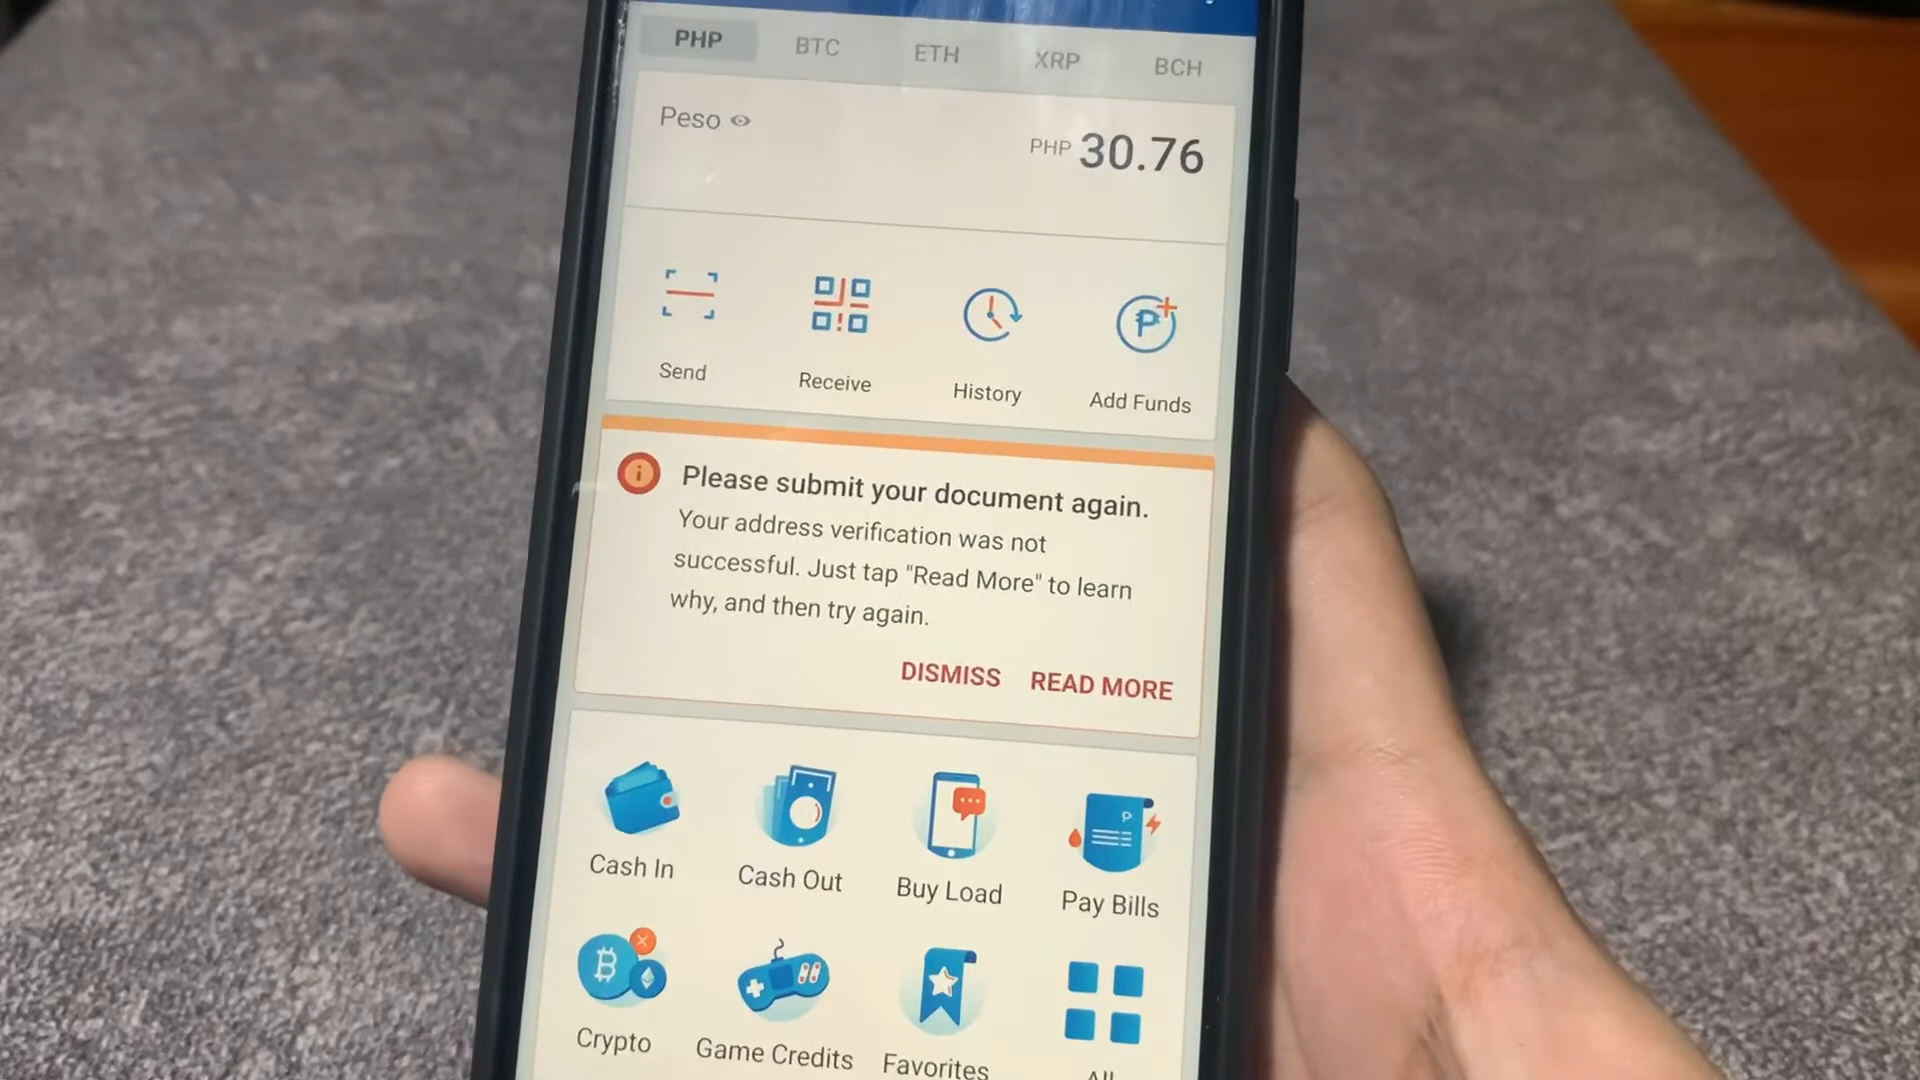 PHP BTC ETH XRP BCH
Peso
PHP 30.76
Send Receive History Add Funds
Please submit your document again.
Your address verification was not
successful. Just tap "Read More" to learn
why, and then try again.
DISMISS READ MORE
Cash In Cash Out Buy Load Pay Bills
Crypto Game Credits Favorites All